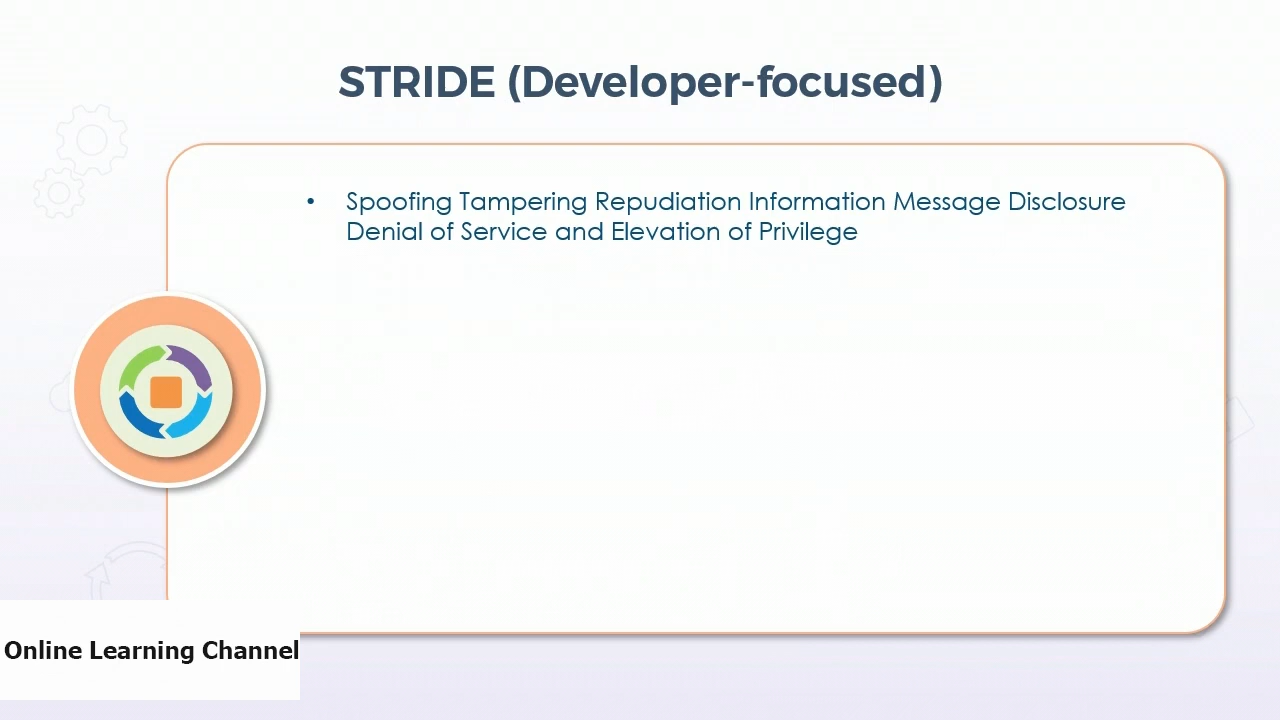 STRIDE (Developer-focused)
• Spoofing Tampering Repudiation Information Message Disclosure
Denial of Service and Elevation of Privilege
Online Learning Channel